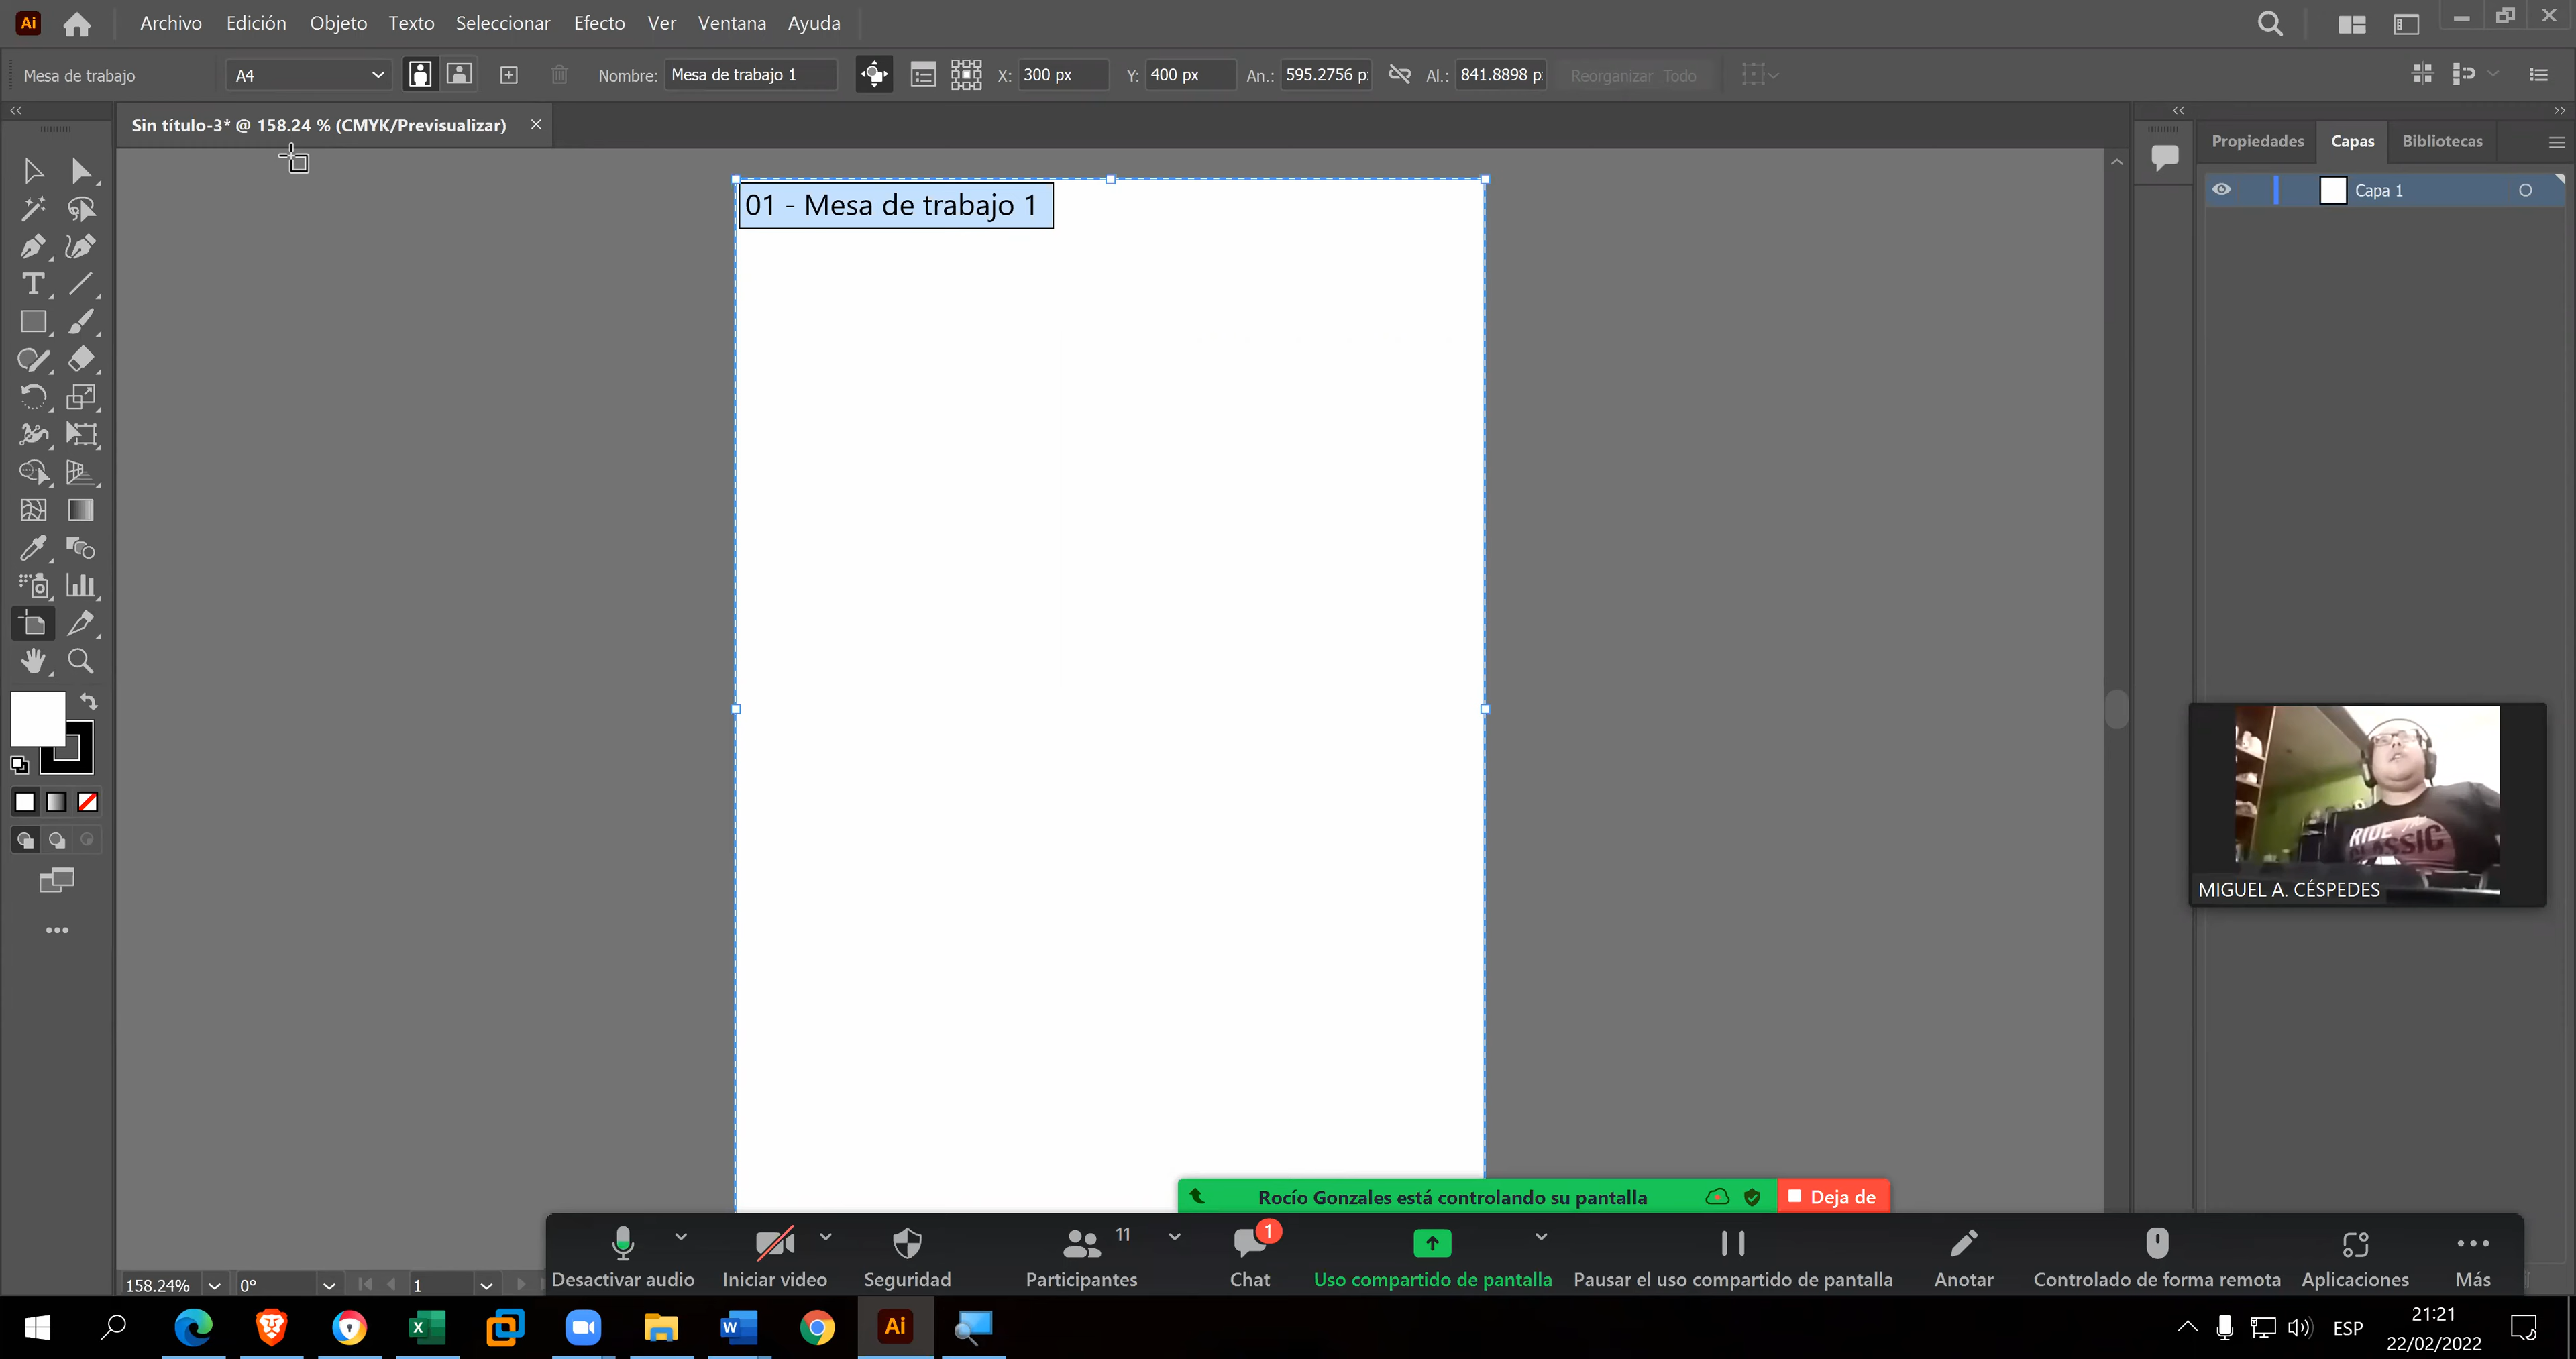 Ai Archivo Edición Objeto Texto Seleccionar Efecto Ver Ventana Ayuda
Mesa de trabajo A4 Nombre: Mesa de trabajo 1 X: 300 px Y: 400 px An.: 595.2756 p Al.: 841.8898 p Reorganizar Todo
Sin título-3* @ 158.24 % (CMYK/Previsualizar) ×
Propiedades Capas Bibliotecas
Capa 1
01 - Mesa de trabajo 1
RIDE
CLASSIC
MIGUEL A. CÉSPEDES
Rocío Gonzales está controlando su pantalla Deja de
11 1
Desactivar audio Iniciar video Seguridad Participantes Chat Uso compartido de pantalla Pausar el uso compartido de pantalla Anotar Controlado de forma remota Aplicaciones Más
158.24% 0° 1
Ai ESP 21:21
22/02/2022